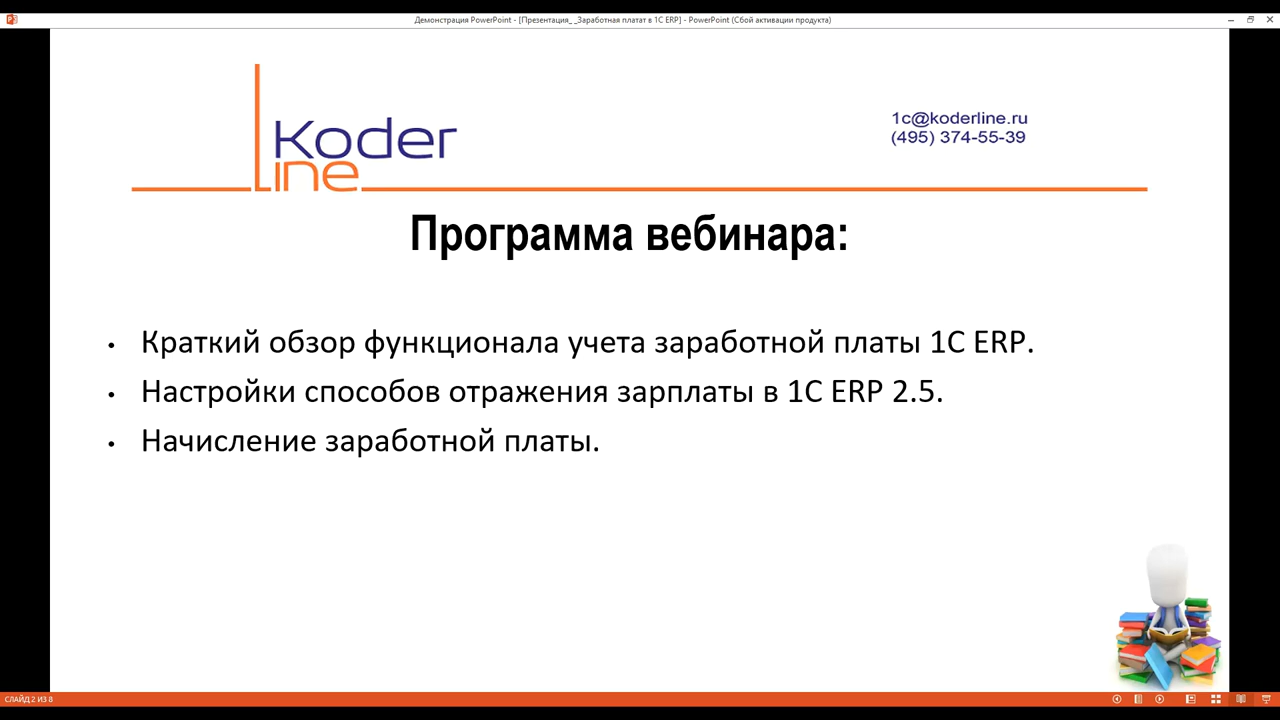 Демонстрация PowerPoint - [Презентация_ _Заработная платат в 1С ERP] - PowerPoint (Сбой активации продукта)
Koder
line
1c@koderline.ru
(495) 374-55-39
Программа вебинара:
• Краткий обзор функционала учета заработной платы 1С ERP.
• Настройки способов отражения зарплаты в 1С ERP 2.5.
• Начисление заработной платы.
СЛАЙД 2 ИЗ 8